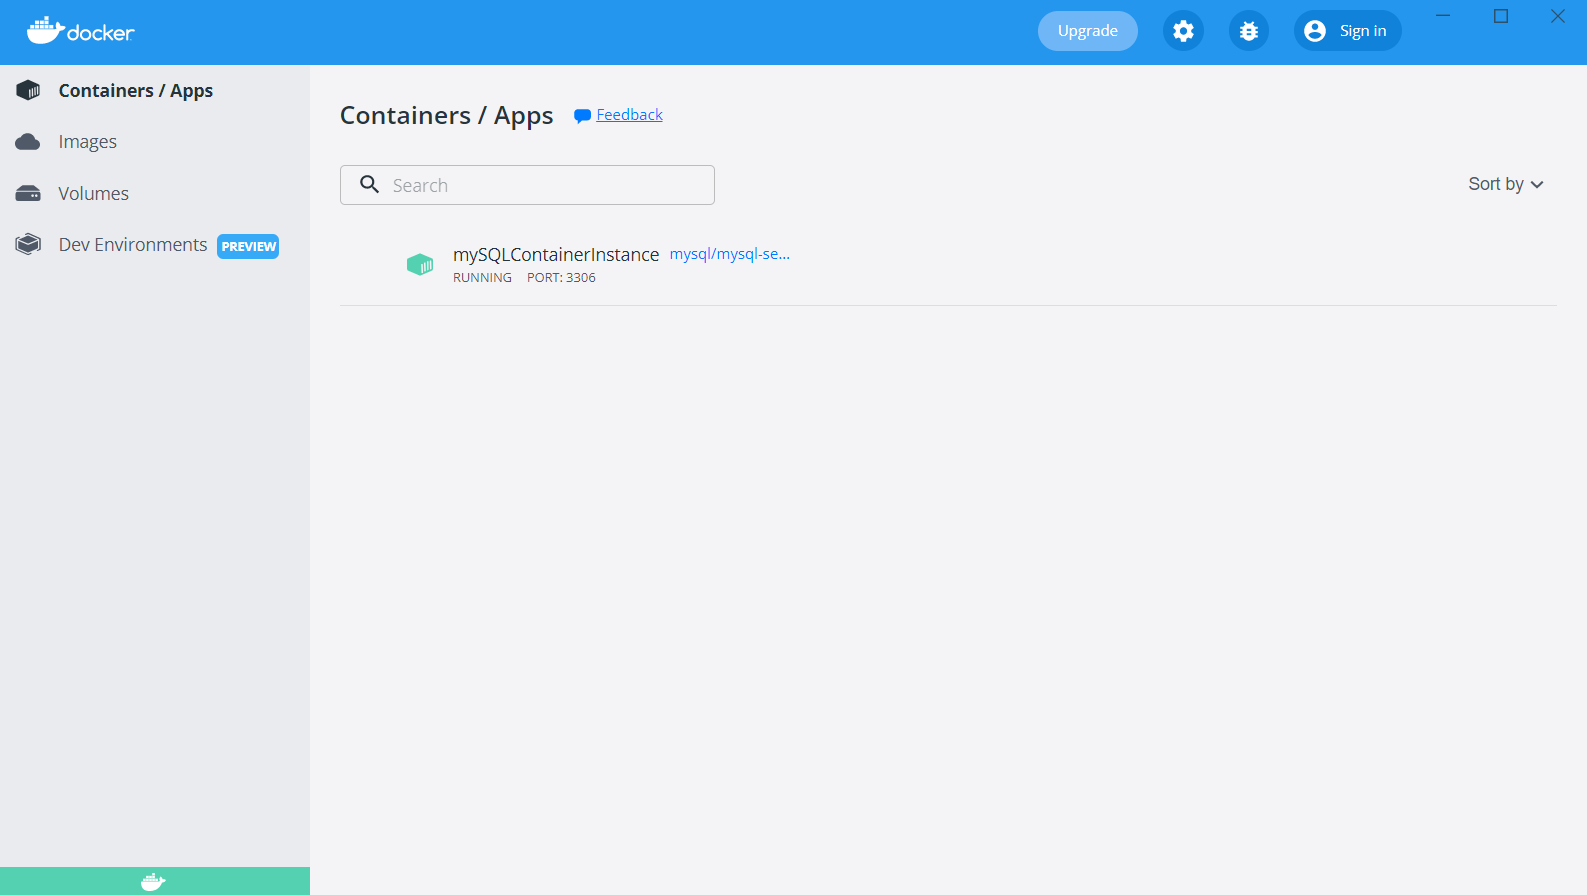 docker
Upgrade
Sign in
Containers / Apps
Images
Volumes
Dev Environments PREVIEW
Containers / Apps Feedback
Search
Sort by
mySQLContainerInstance mysql/mysql-se...
RUNNING PORT: 3306